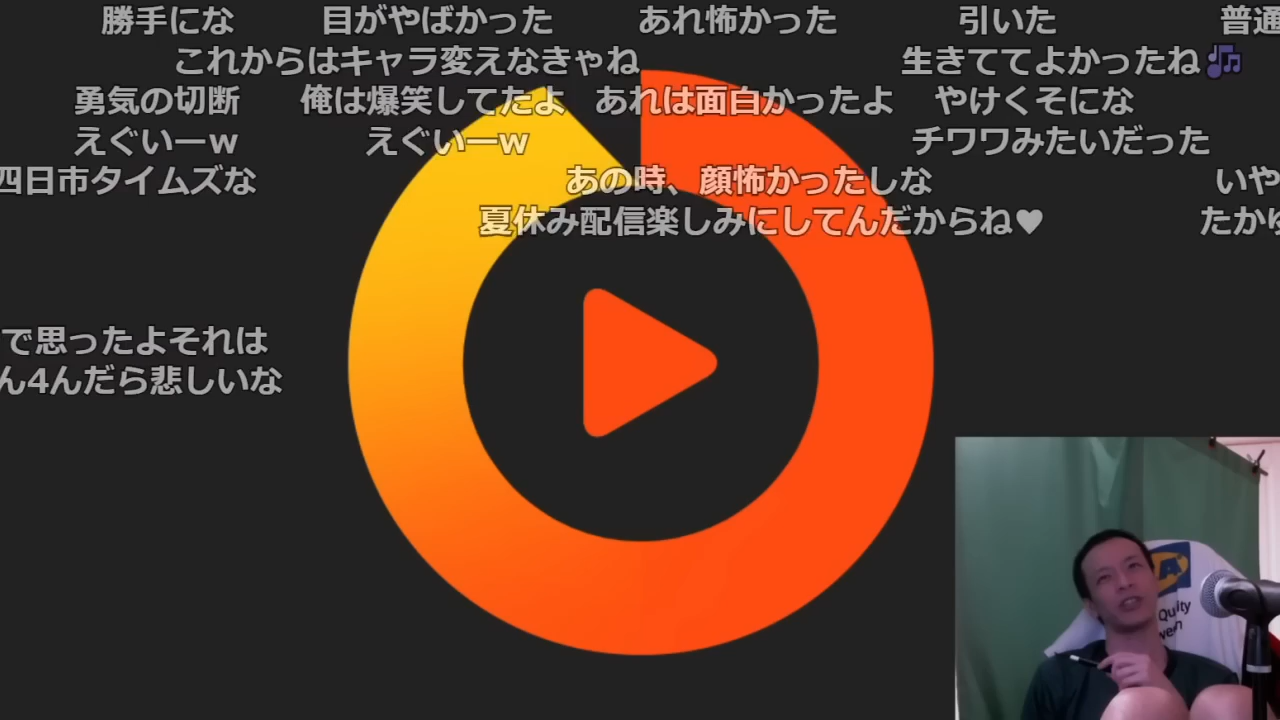 勝手にな 目がやばかった あれ怖かった 引いた 普通
これからはキャラ変えなきゃね 生きててよかったね🎵
勇気の切断 俺は爆笑してたよ あれは面白かったよ やけくそにな
えぐいーw えぐいーw チワワみたいだった
四日市タイムズな あの時、顔怖かったしな いや
夏休み配信楽しみにしてんだからね♥ たか
で思ったよそれは
ん4んだら悲しいな
A
Quity